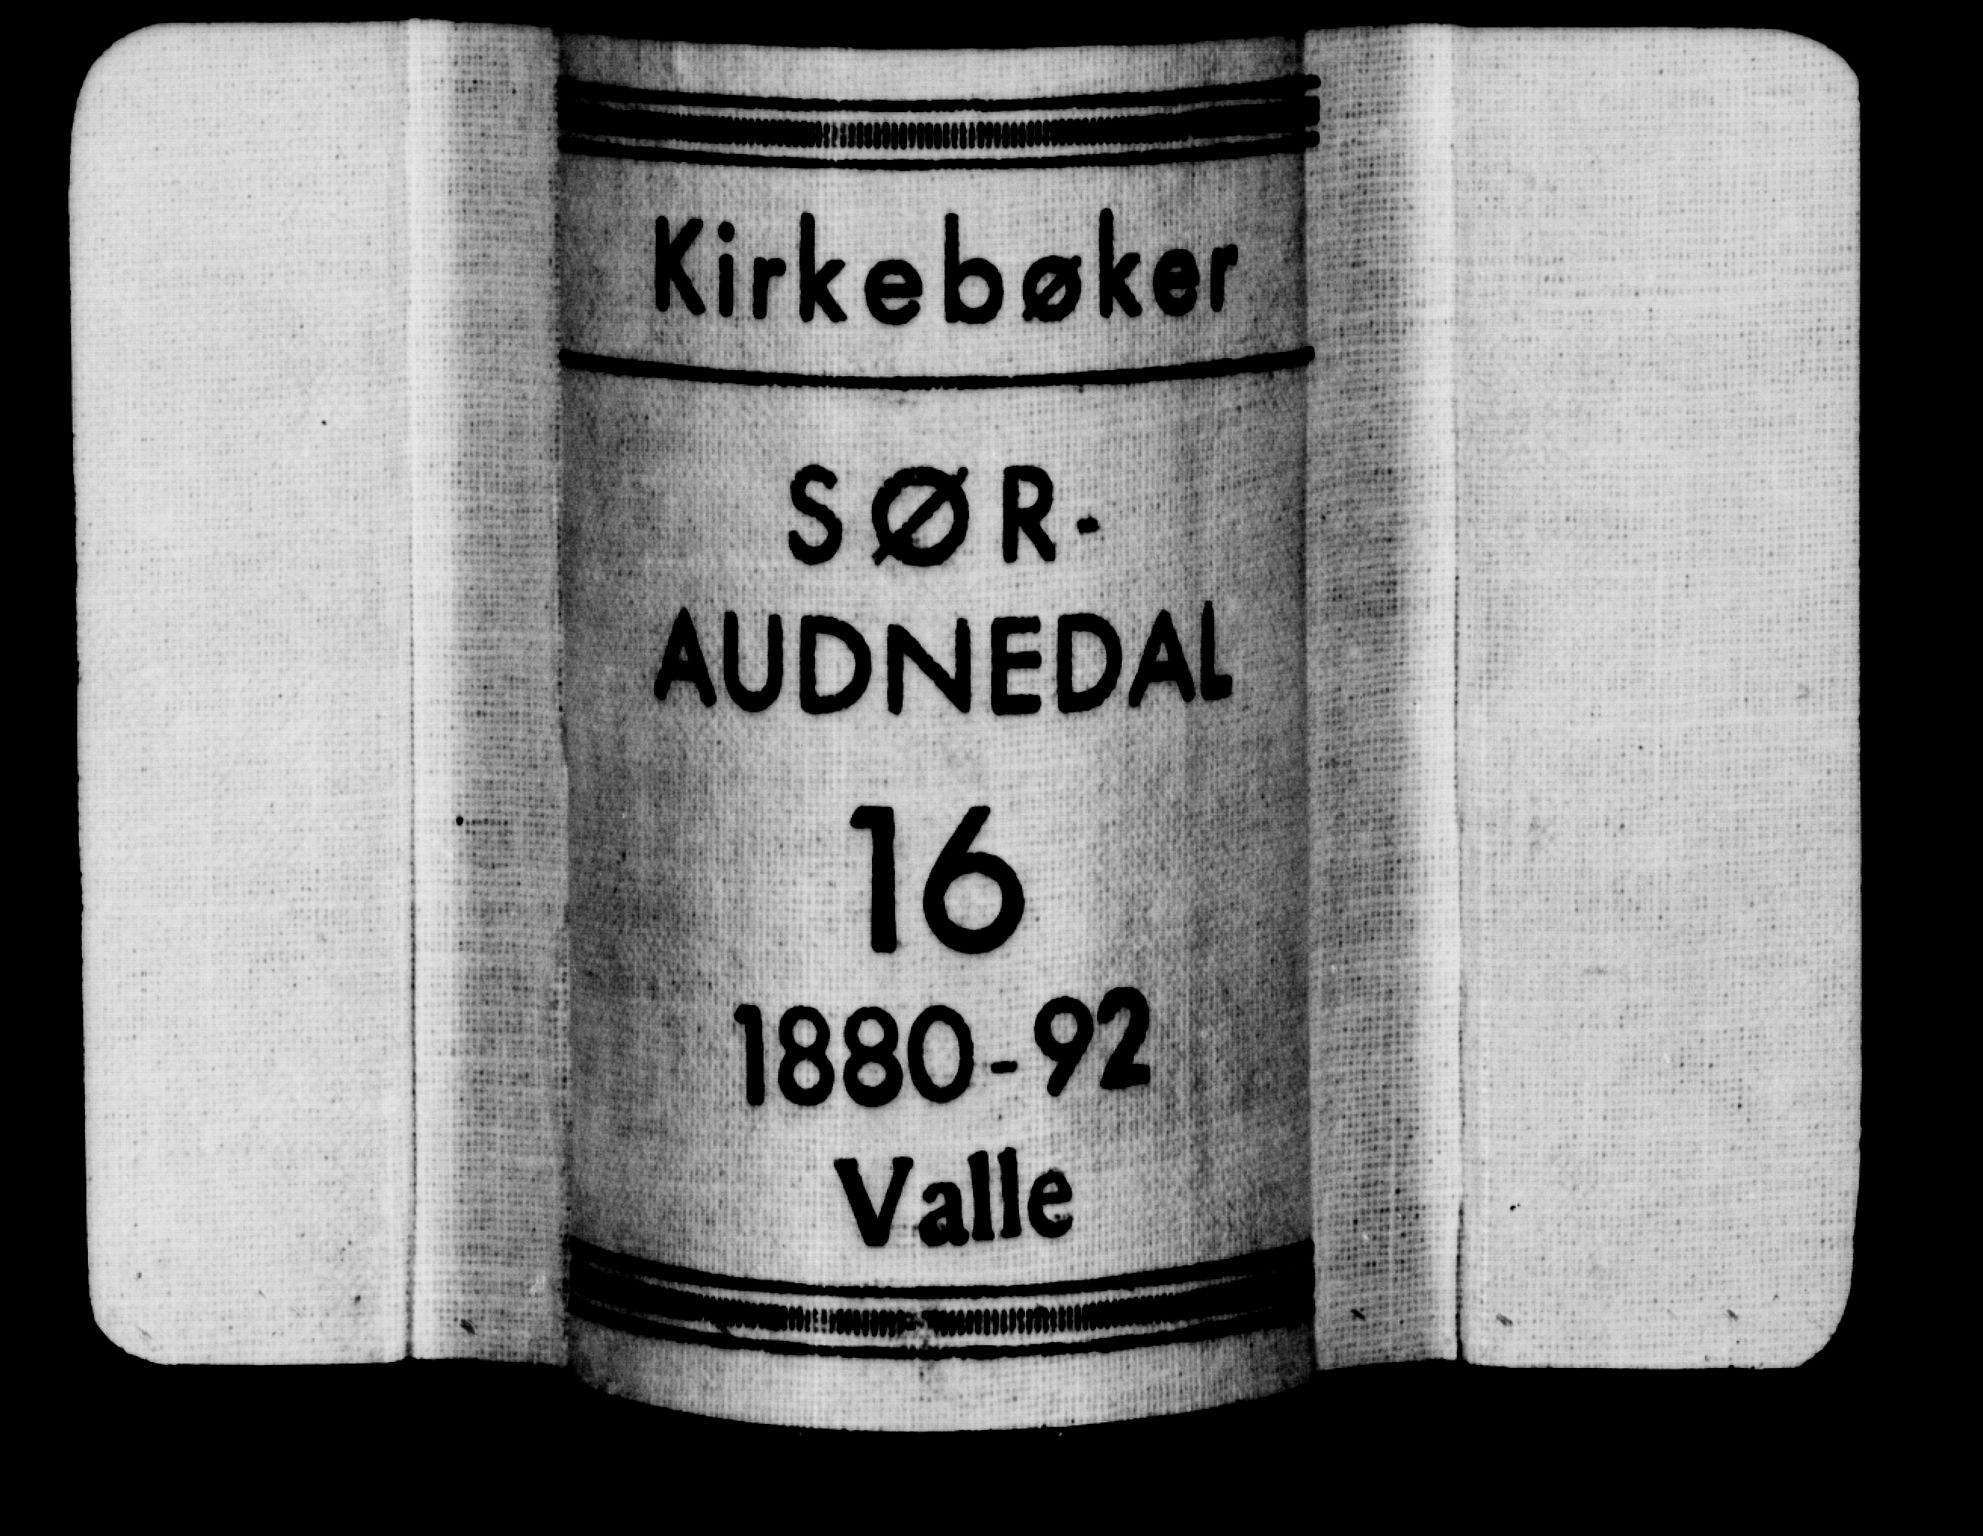 Kirkebøker
SØR-
AUDNEDAL
16
1880-92
Valle